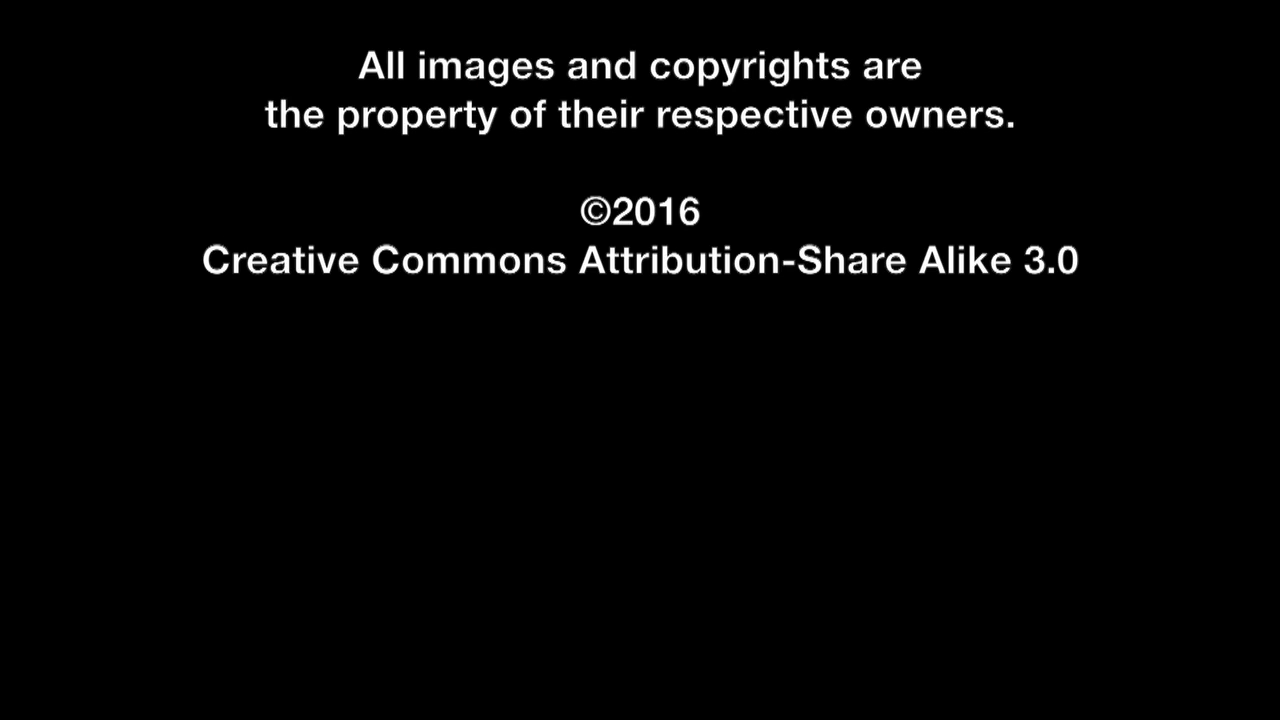 All images and copyrights are
the property of their respective owners.
©2016
Creative Commons Attribution-Share Alike 3.0